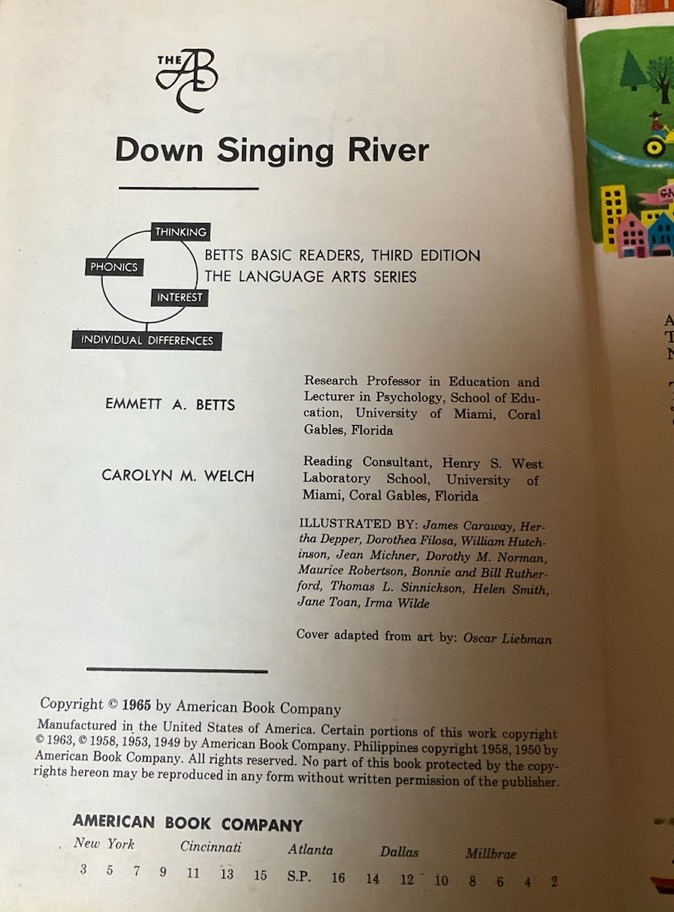 THE ABC
Down Singing River
THINKING
PHONICS
INTEREST
INDIVIDUAL DIFFERENCES
BETTS BASIC READERS, THIRD EDITION
THE LANGUAGE ARTS SERIES
EMMETT A. BETTS
Research Professor in Education and
Lecturer in Psychology, School of Edu-
cation, University of Miami, Coral
Gables, Florida
CAROLYN M. WELCH
Reading Consultant, Henry S. West
Laboratory School, University of
Miami, Coral Gables, Florida
ILLUSTRATED BY: James Caraway, Her-
tha Depper, Dorothea Filosa, William Hutch-
inson, Jean Michner, Dorothy M. Norman,
Maurice Robertson, Bonnie and Bill Ruther-
ford, Thomas L. Sinnickson, Helen Smith,
Jane Toan, Irma Wilde
Cover adapted from art by: Oscar Liebman
Copyright © 1965 by American Book Company
Manufactured in the United States of America. Certain portions of this work copyright
© 1963, © 1958, 1953, 1949 by American Book Company. Philippines copyright 1958, 1950 by
American Book Company. All rights reserved. No part of this book protected by the copy-
rights hereon may be reproduced in any form without written permission of the publisher.
AMERICAN BOOK COMPANY
New York Cincinnati Atlanta Dallas Millbrae
3 5 7 9 11 13 15 S.P. 16 14 12 10 8 6 4 2